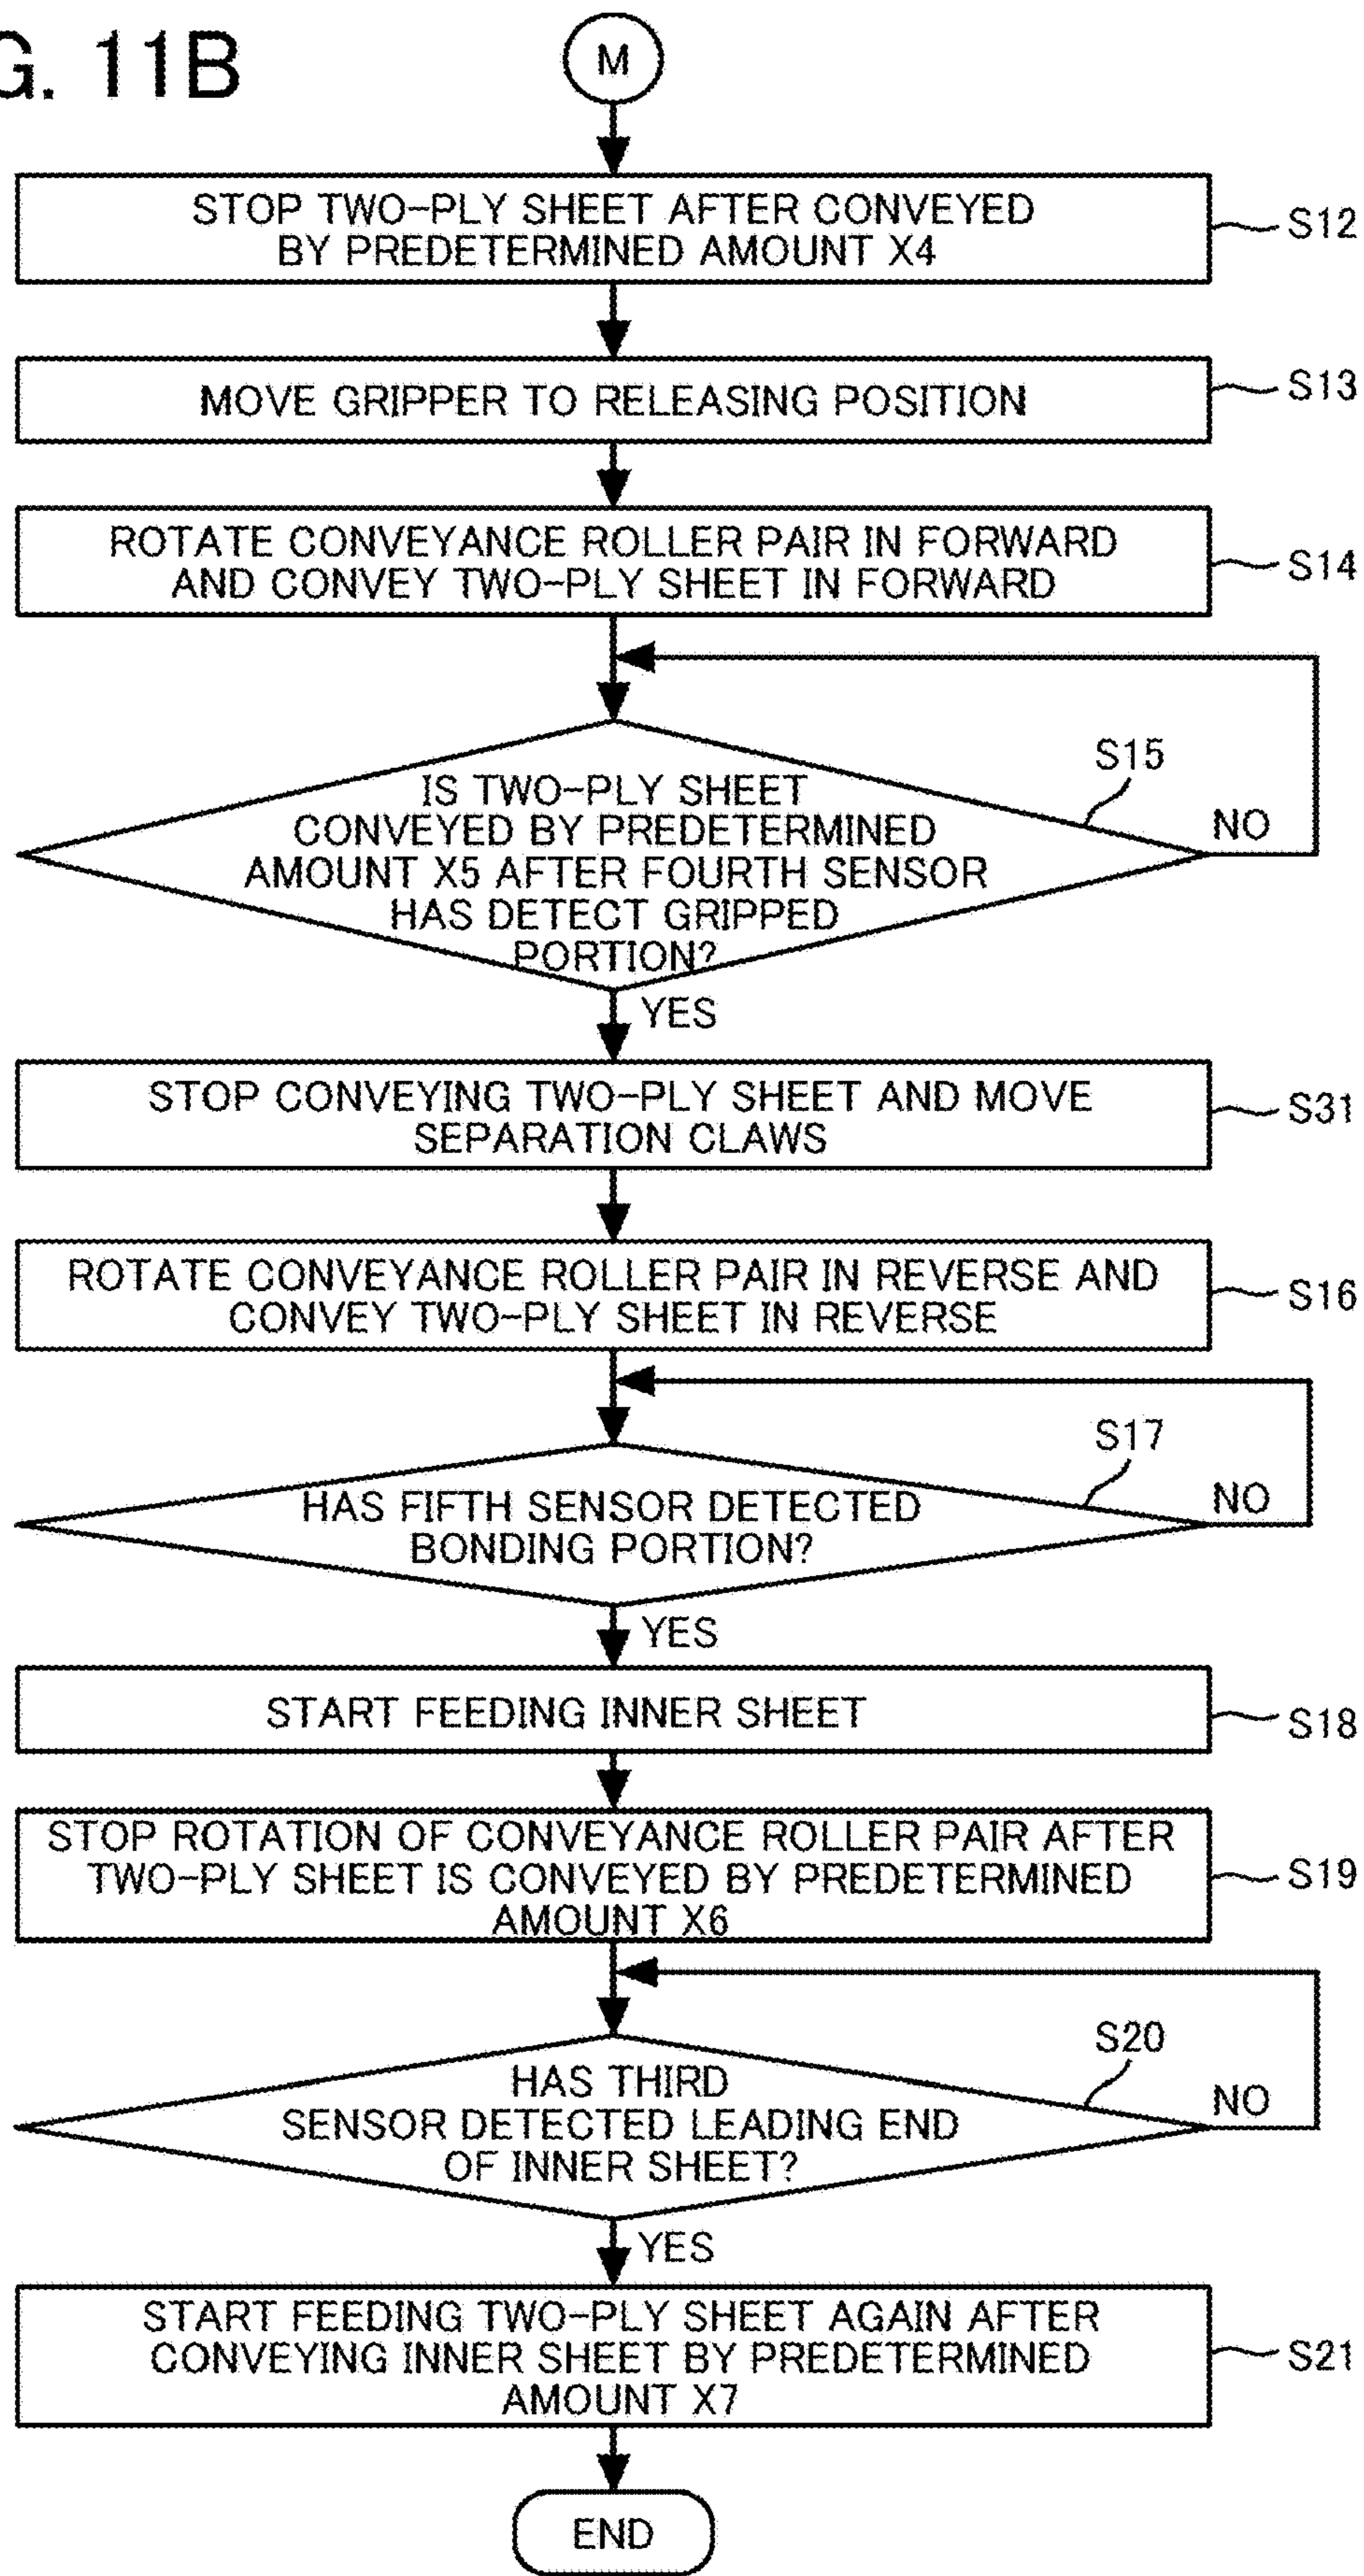 G. 11B
M
STOP TWO-PLY SHEET AFTER CONVEYED
BY PREDETERMINED AMOUNT X4
S12
MOVE GRIPPER TO RELEASING POSITION
S13
ROTATE CONVEYANCE ROLLER PAIR IN FORWARD
AND CONVEY TWO-PLY SHEET IN FORWARD
S14
S15
IS TWO-PLY SHEET
CONVEYED BY PREDETERMINED
AMOUNT X5 AFTER FOURTH SENSOR
HAS DETECT GRIPPED
PORTION?
NO
YES
STOP CONVEYING TWO-PLY SHEET AND MOVE
SEPARATION CLAWS
S31
ROTATE CONVEYANCE ROLLER PAIR IN REVERSE AND
CONVEY TWO-PLY SHEET IN REVERSE
S16
S17
HAS FIFTH SENSOR DETECTED
BONDING PORTION?
NO
YES
START FEEDING INNER SHEET
S18
STOP ROTATION OF CONVEYANCE ROLLER PAIR AFTER
TWO-PLY SHEET IS CONVEYED BY PREDETERMINED
AMOUNT X6
S19
S20
HAS THIRD
SENSOR DETECTED LEADING END
OF INNER SHEET?
NO
YES
START FEEDING TWO-PLY SHEET AGAIN AFTER
CONVEYING INNER SHEET BY PREDETERMINED
AMOUNT X7
S21
END